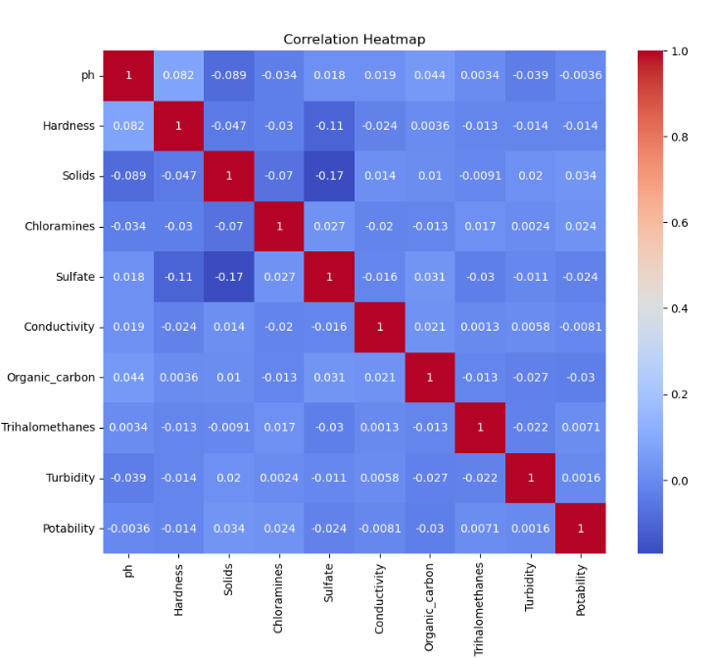 Correlation Heatmap
ph 1 0.082 -0.089 -0.034 0.018 0.019 0.044 0.0034 -0.039 -0.0036
Hardness 0.082 1 -0.047 -0.03 -0.11 -0.024 0.0036 -0.013 -0.014 -0.014
Solids -0.089 -0.047 1 -0.07 -0.17 0.014 0.01 -0.0091 0.02 0.034
Chloramines -0.034 -0.03 -0.07 1 0.027 -0.02 -0.013 0.017 0.0024 0.024
Sulfate 0.018 -0.11 -0.17 0.027 1 -0.016 0.031 -0.03 -0.011 -0.024
Conductivity 0.019 -0.024 0.014 -0.02 -0.016 1 0.021 0.0013 0.0058 -0.0081
Organic_carbon 0.044 0.0036 0.01 -0.013 0.031 0.021 1 -0.013 -0.027 -0.03
Trihalomethanes 0.0034 -0.013 -0.0091 0.017 -0.03 0.0013 -0.013 1 -0.022 0.0071
Turbidity -0.039 -0.014 0.02 0.0024 -0.011 0.0058 -0.027 -0.022 1 0.0016
Potability -0.0036 -0.014 0.034 0.024 -0.024 -0.0081 -0.03 0.0071 0.0016 1
ph
Hardness
Solids
Chloramines
Sulfate
Conductivity
Organic_carbon
Trihalomethanes
Turbidity
Potability
1.0
0.8
0.6
0.4
0.2
0.0